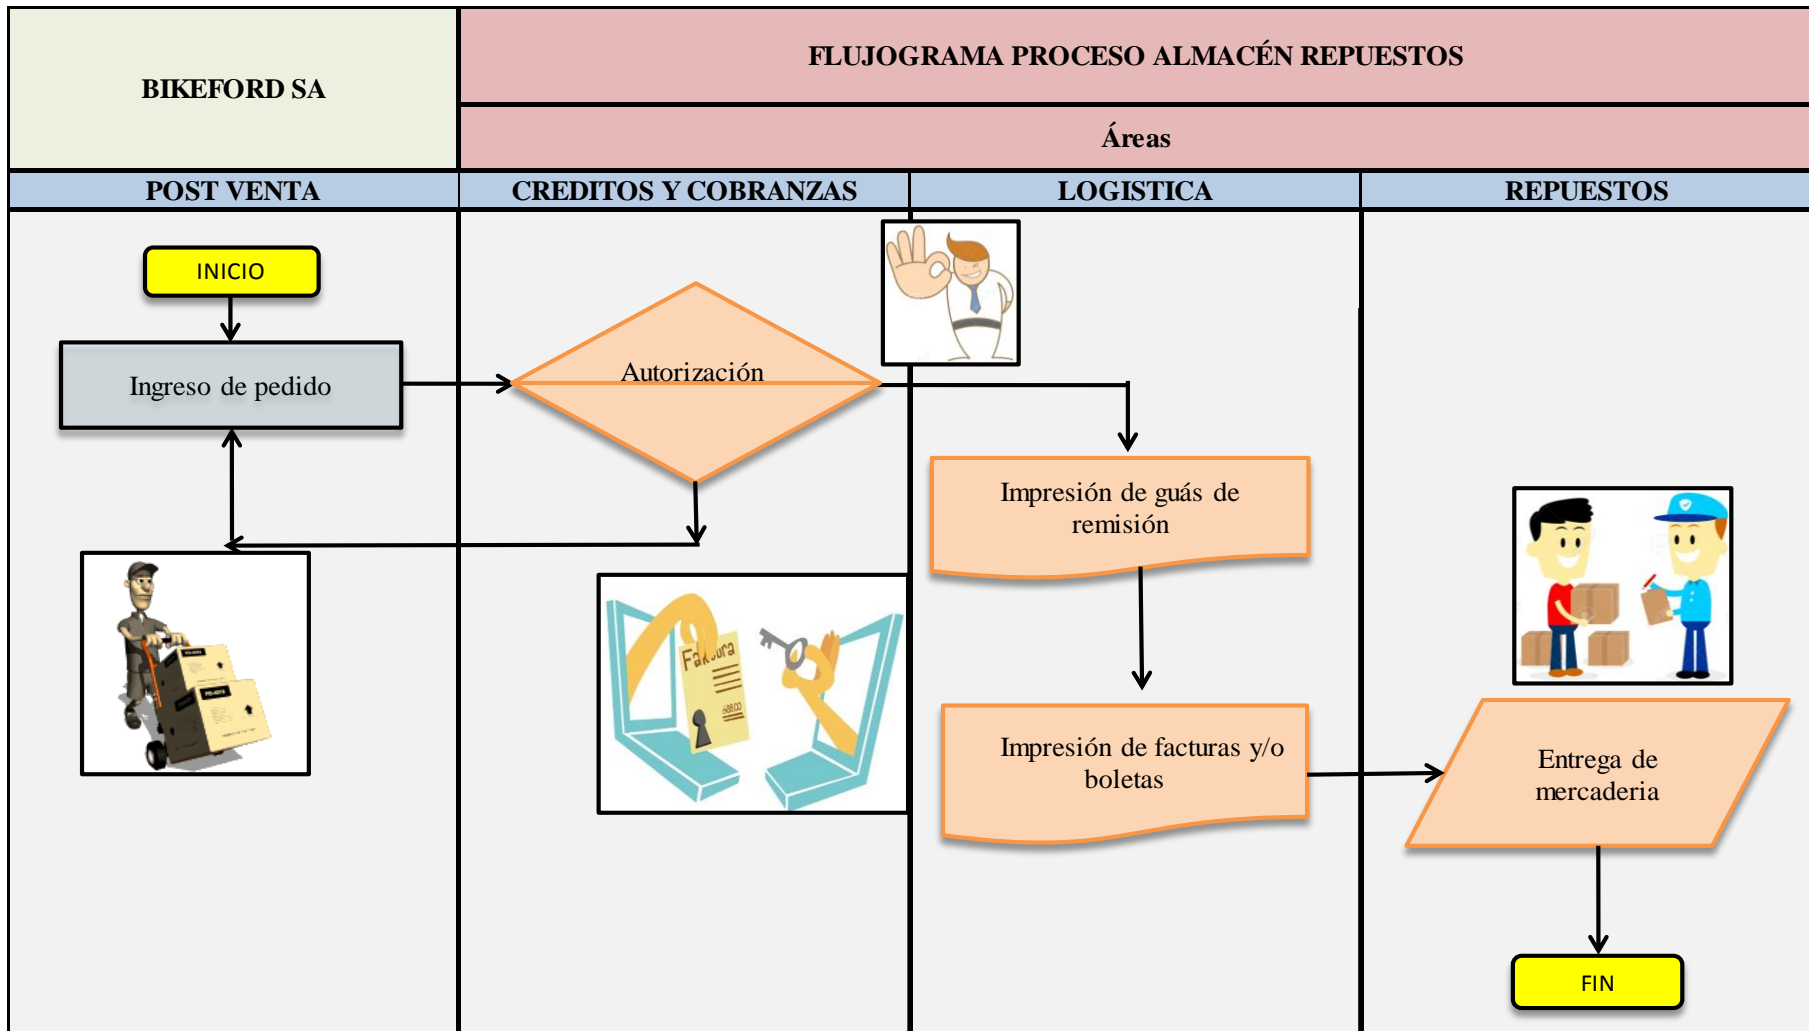 BIKEFORD SA
FLUJOGRAMA PROCESO ALMACÉN REPUESTOS
Áreas
POST VENTA
CREDITOS Y COBRANZAS
LOGISTICA
REPUESTOS
INICIO
Ingreso de pedido
Autorización
Impresión de guás de
remisión
Impresión de facturas y/o
boletas
Entrega de
mercaderia
FIN